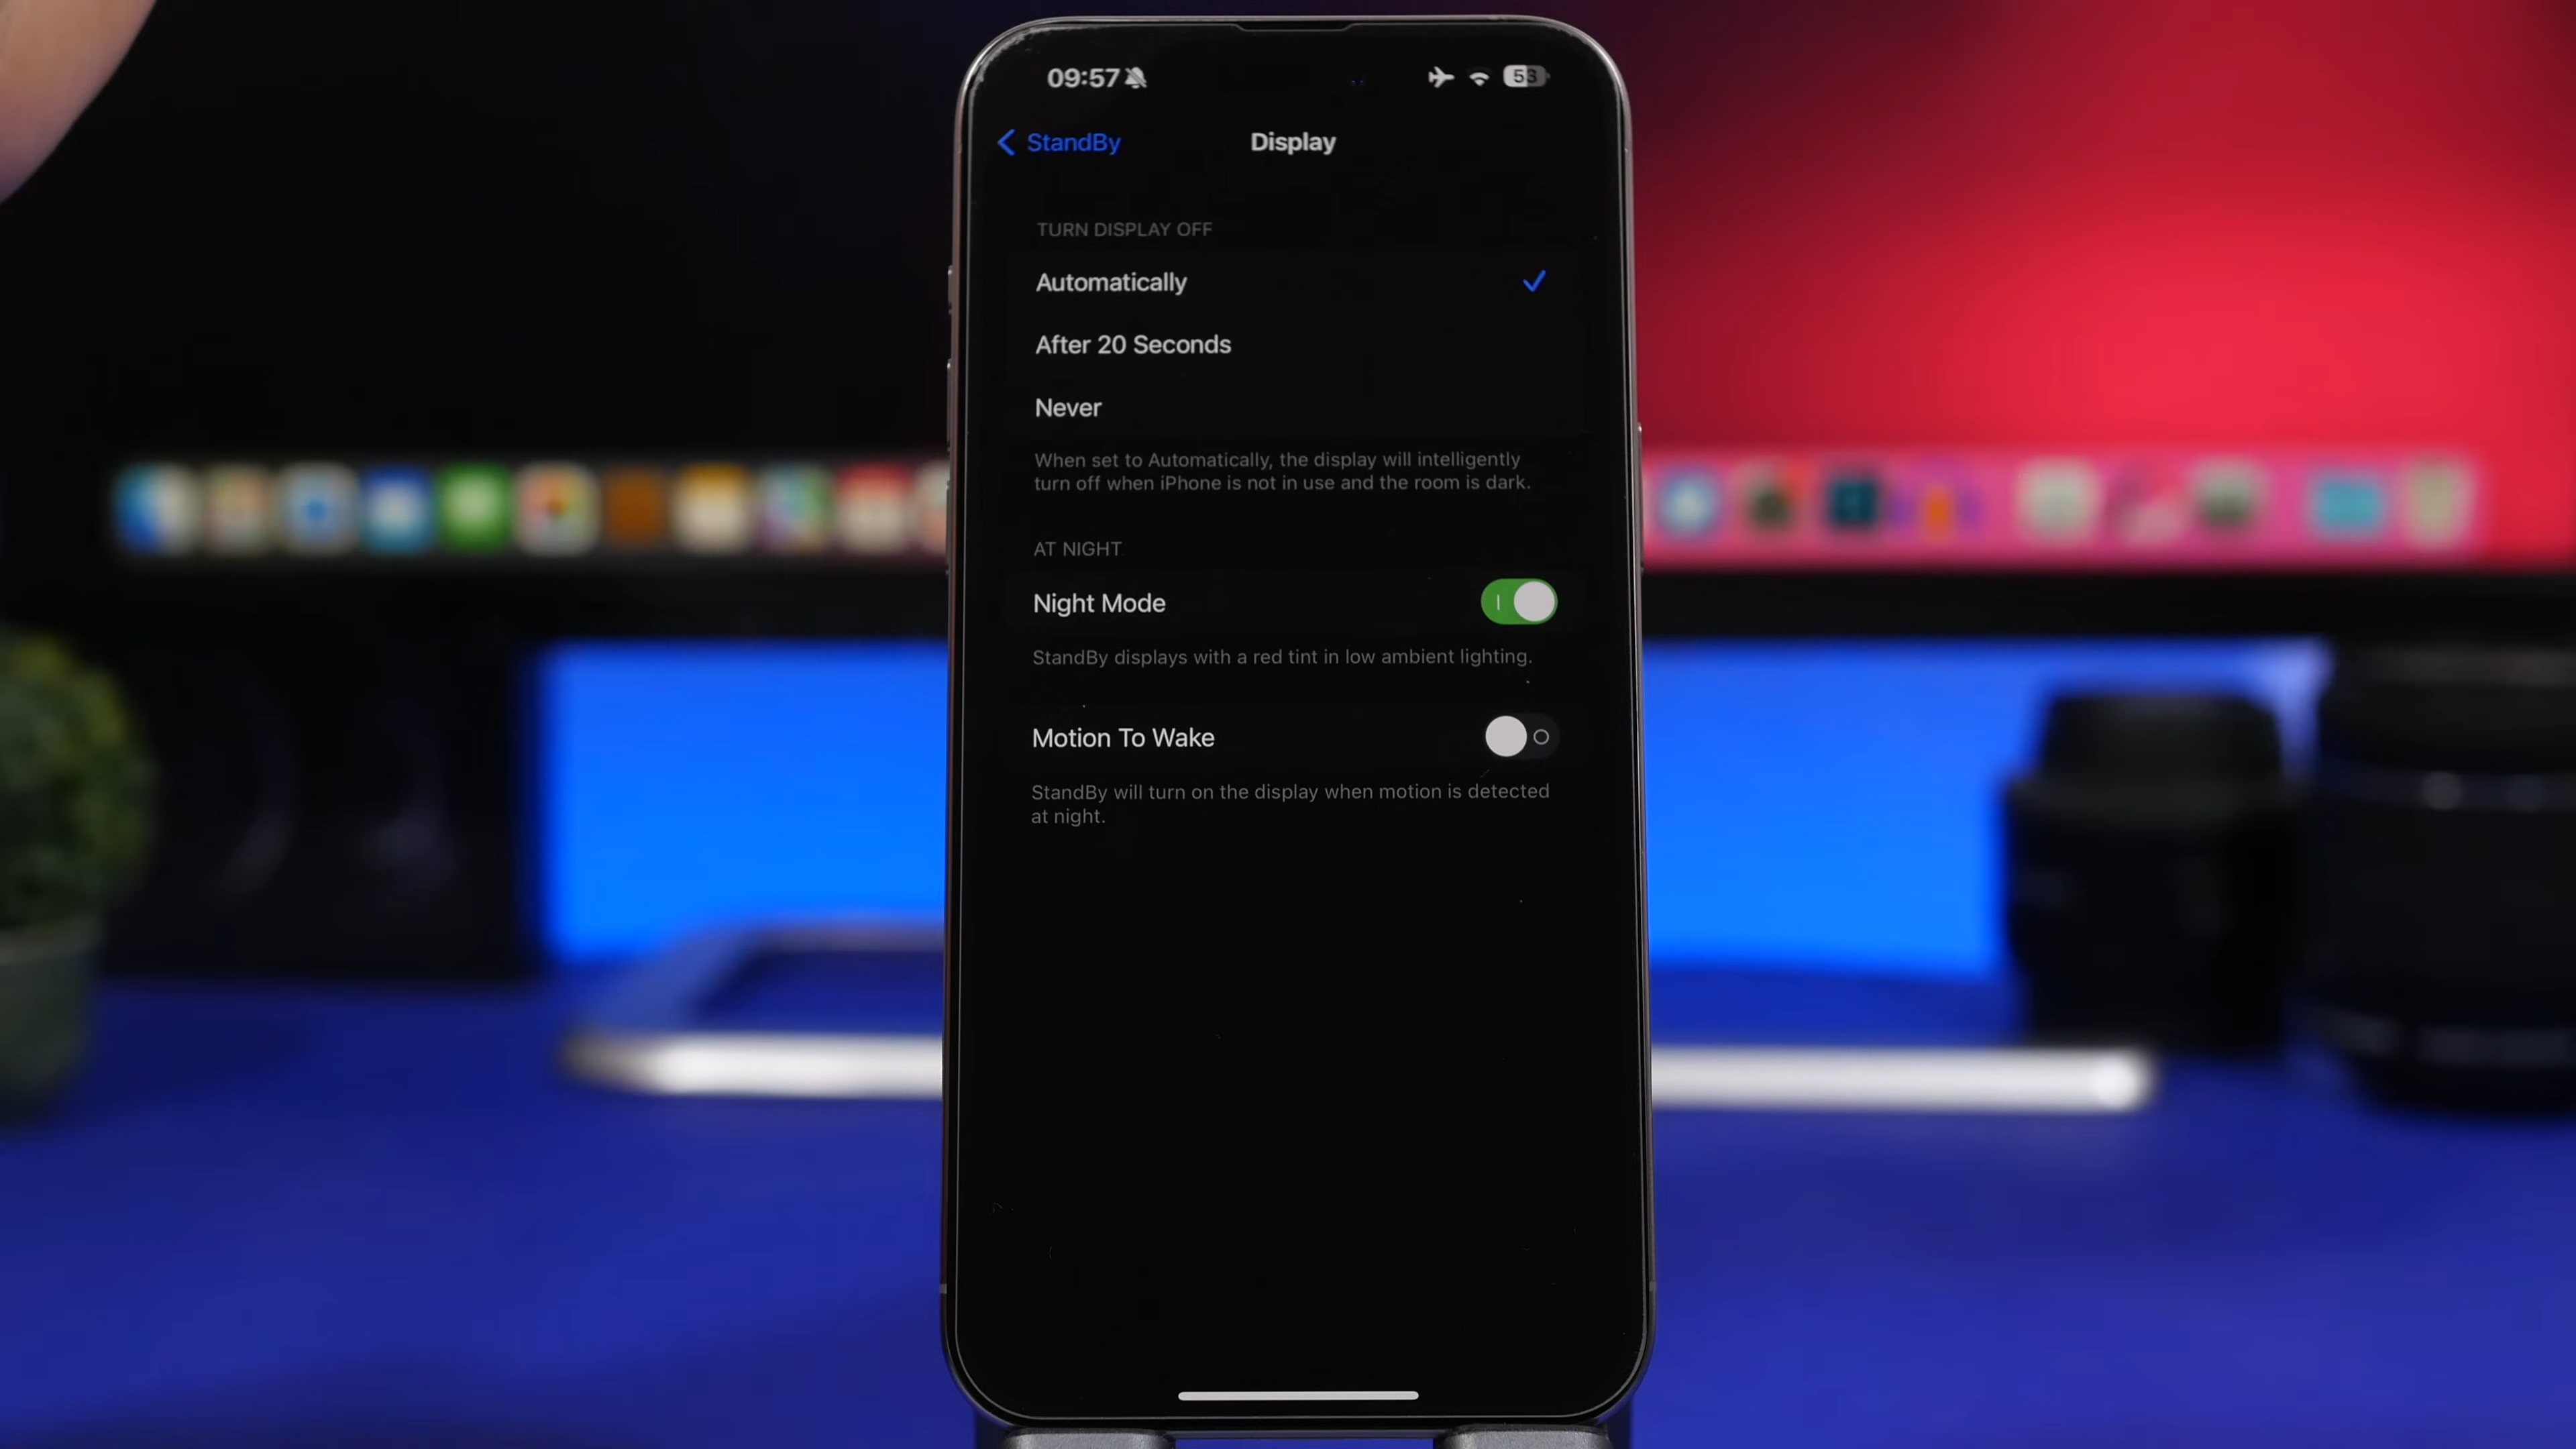 09:57
53
StandBy
Display
TURN DISPLAY OFF
Automatically
After 20 Seconds
Never
When set to Automatically, the display will intelligently
turn off when iPhone is not in use and the room is dark.
AT NIGHT
Night Mode
StandBy displays with a red tint in low ambient lighting.
Motion To Wake
StandBy will turn on the display when motion is detected
at night.